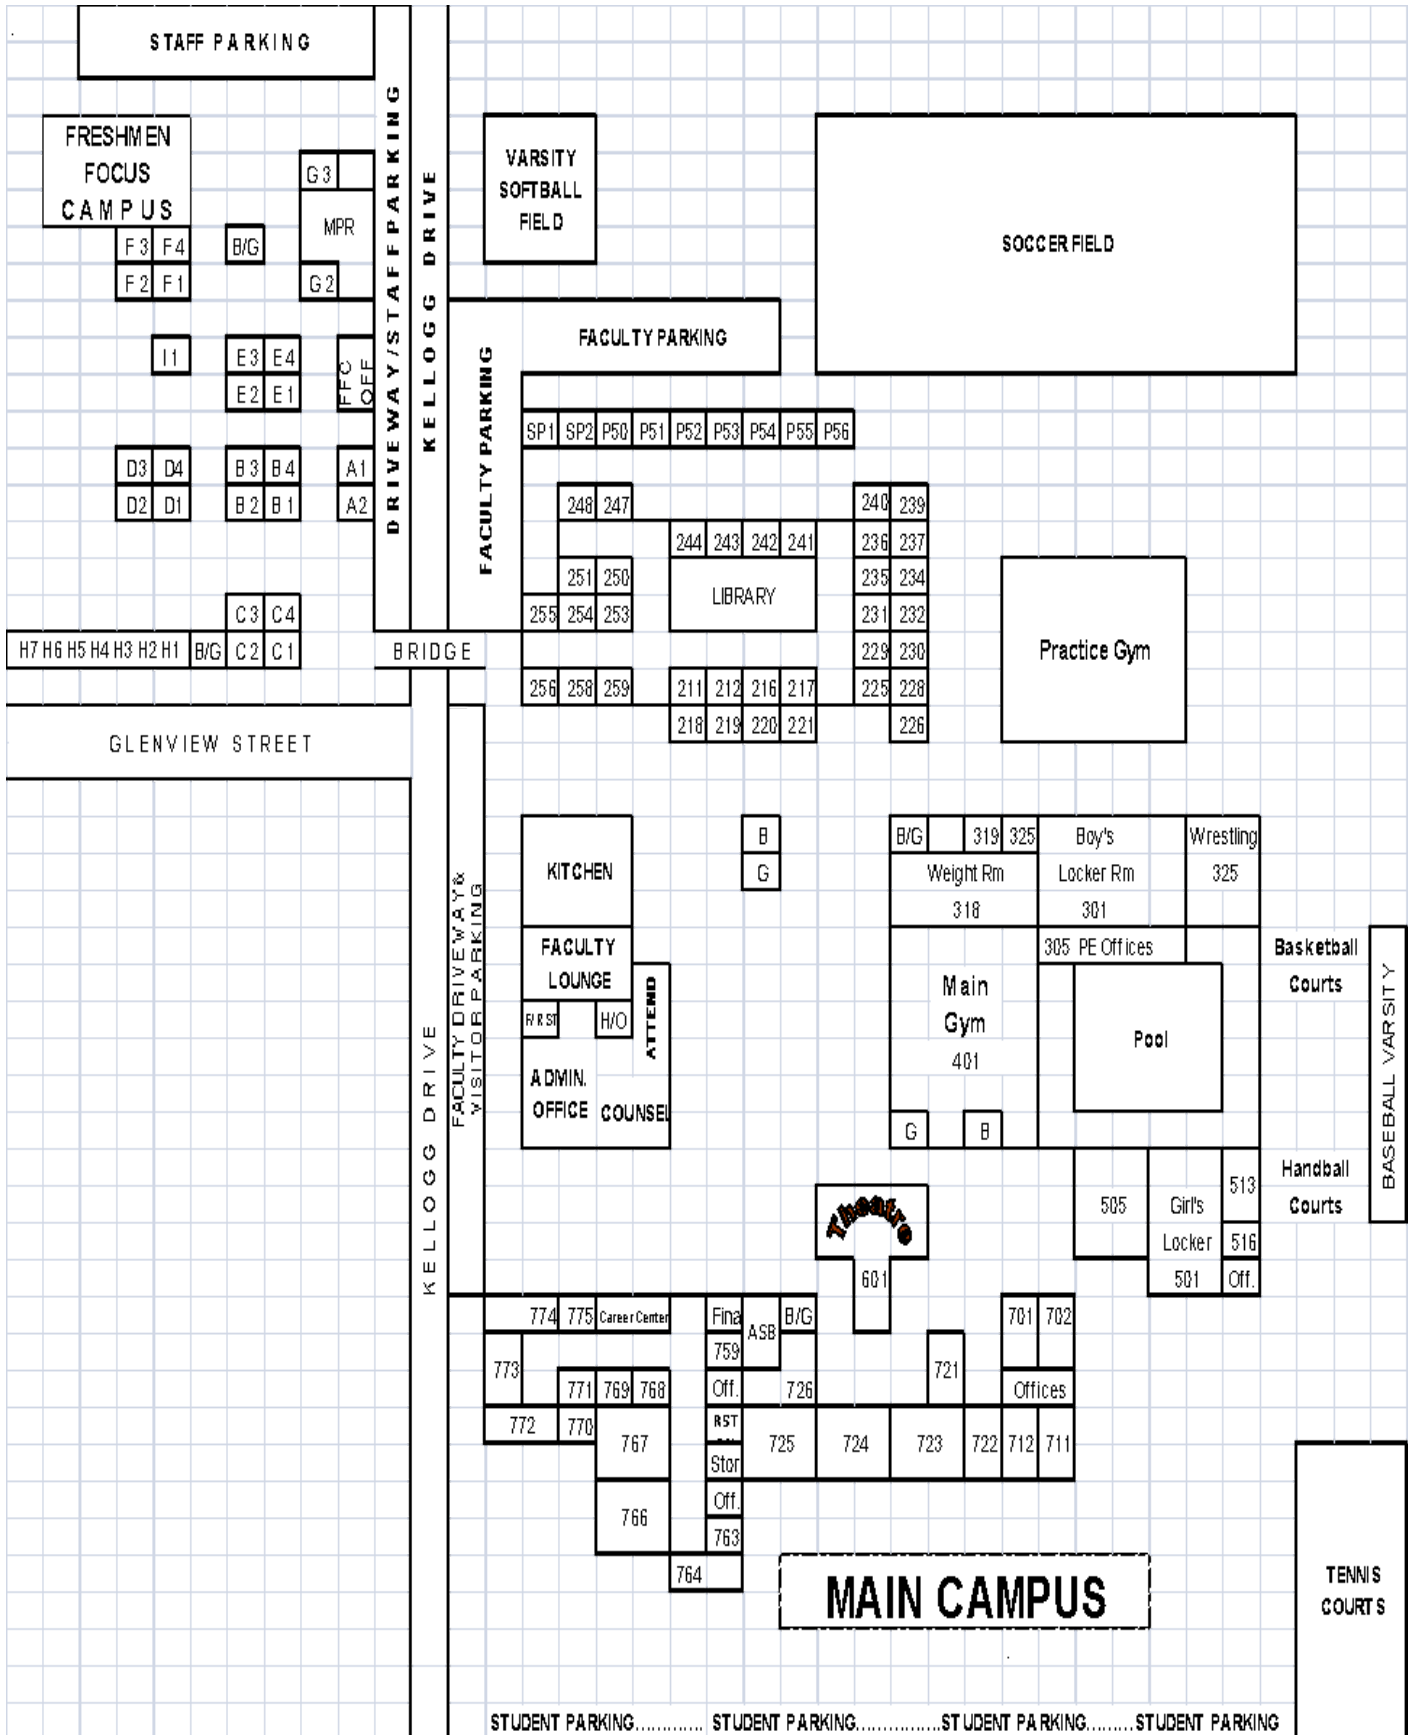 STAFF PARKING
FRESHMEN
FOCUS
CAMPUS
G3
MPR
G2
F3 F4
F2 F1
B/G
I1
E3 E4
E2 E1
FFC
OFF
D3 D4
D2 D1
B3 B4
B2 B1
A1
A2
C3 C4
H7 H6 H5 H4 H3 H2 H1 B/G C2 C1
DRIVEWAY/STAFFPARKING
KELLOGG DRIVE
BRIDGE
GLENVIEW STREET
VARSITY
SOFTBALL
FIELD
SOCCER FIELD
FACULTY PARKING
FACULTY PARKING
SP1 SP2 P50 P51 P52 P53 P54 P55 P56
248 247
244 243 242 241
LIBRARY
251 250
255 254 253
256 258 259
211 212 216 217
218 219 220 221
240 239
236 237
235 234
231 232
229 230
225 228
226
Practice Gym
KELLOGG DRIVE
FACULTY DRIVEWAY &
VISITOR PARKING
KITCHEN
FACULTY
LOUNGE
H/O
ATTEND
ADMIN.
OFFICE
COUNSEL
B
G
B/G 319 325
Weight Rm
318
Boy's
Locker Rm
301
Wrestling
325
305 PE Offices
Main
Gym
401
G B
Pool
Basketball
Courts
BASEBALL VARSITY
Handball
Courts
505
Girl's
Locker
501
513
516
Off.
Theatre
601
774 775 Career Center
773
771 769 768
772 770
767
766
764
Fina
759
Off.
RST
Stor
Off.
763
ASB
B/G
726
725 724 723 722 712 711
721
701 702
Offices
MAIN CAMPUS
TENNIS
COURTS
STUDENT PARKING............ STUDENT PARKING...............STUDENT PARKING........STUDENT PARKING